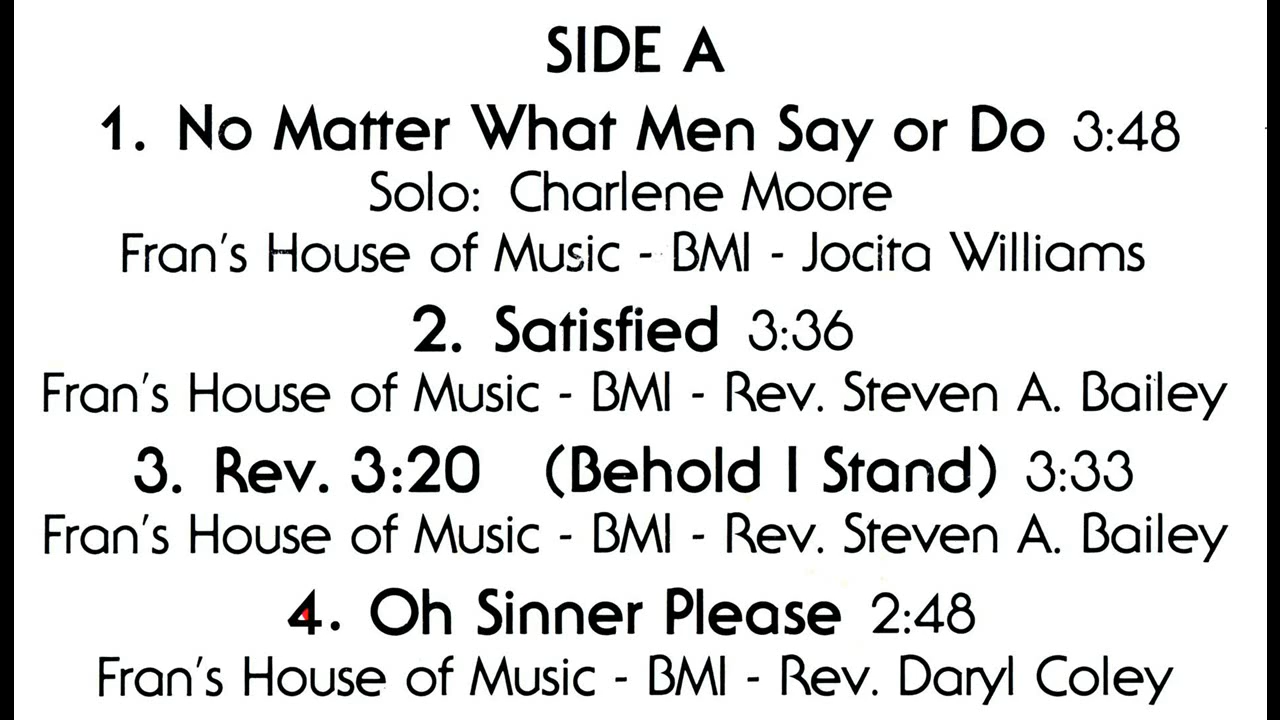 SIDE A
1. No Matter What Men Say or Do 3:48
Solo: Charlene Moore
Fran's House of Music - BMI - Jocita Williams
2. Satisfied 3:36
Fran's House of Music - BMI - Rev. Steven A. Bailey
3. Rev. 3:20 (Behold I Stand) 3:33
Fran's House of Music - BMI - Rev. Steven A. Bailey
4. Oh Sinner Please 2:48
Fran's House of Music - BMI - Rev. Daryl Coley